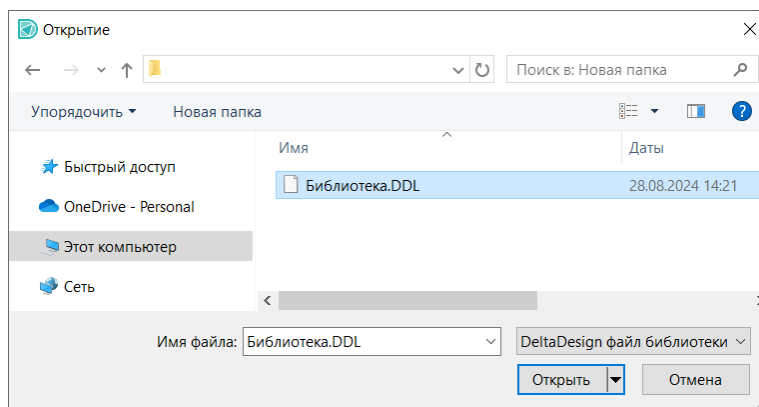 Открытие
Поиск в: Новая папка
Упорядочить Новая папка ?
Имя Даты
Быстрый доступ
Библиотека.DDL 28.08.2024 14:21
OneDrive - Personal
Этот компьютер
Сеть
Имя файла: Библиотека.DDL DeltaDesign файл библиотеки
Открыть Отмена